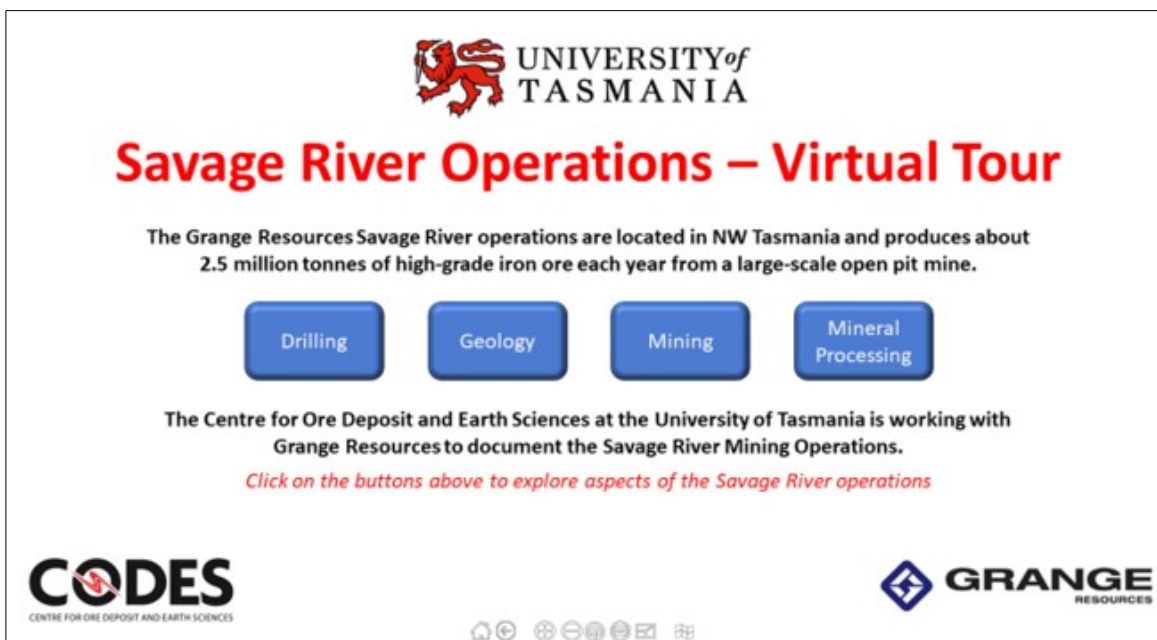 UNIVERSITY of
TASMANIA
Savage River Operations – Virtual Tour
The Grange Resources Savage River operations are located in NW Tasmania and produces about
2.5 million tonnes of high-grade iron ore each year from a large-scale open pit mine.
Drilling
Geology
Mining
Mineral
Processing
The Centre for Ore Deposit and Earth Sciences at the University of Tasmania is working with
Grange Resources to document the Savage River Mining Operations.
Click on the buttons above to explore aspects of the Savage River operations
CODES
CENTRE FOR ORE DEPOSIT AND EARTH SCIENCES
GRANGE
RESOURCES